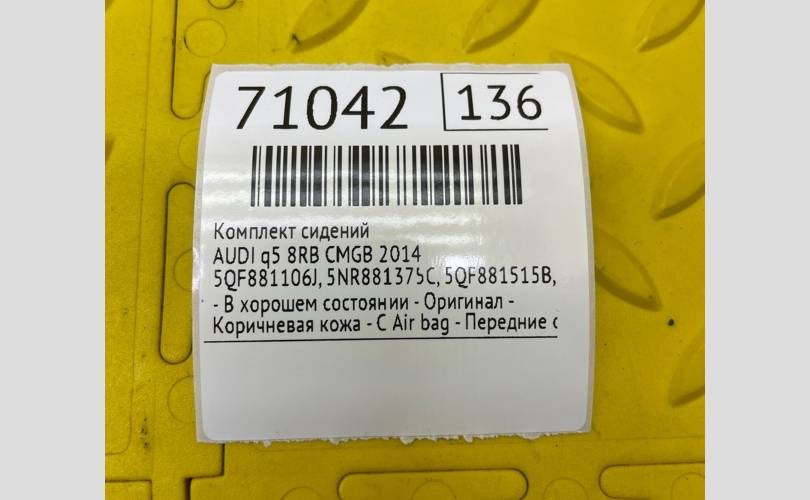 71042 136
Комплект сидений
AUDI q5 8RB CMGB 2014
5QF881106J, 5NR881375C, 5QF881515B,
- В хорошем состоянии - Оригинал -
Коричневая кожа - С Air bag - Передние с